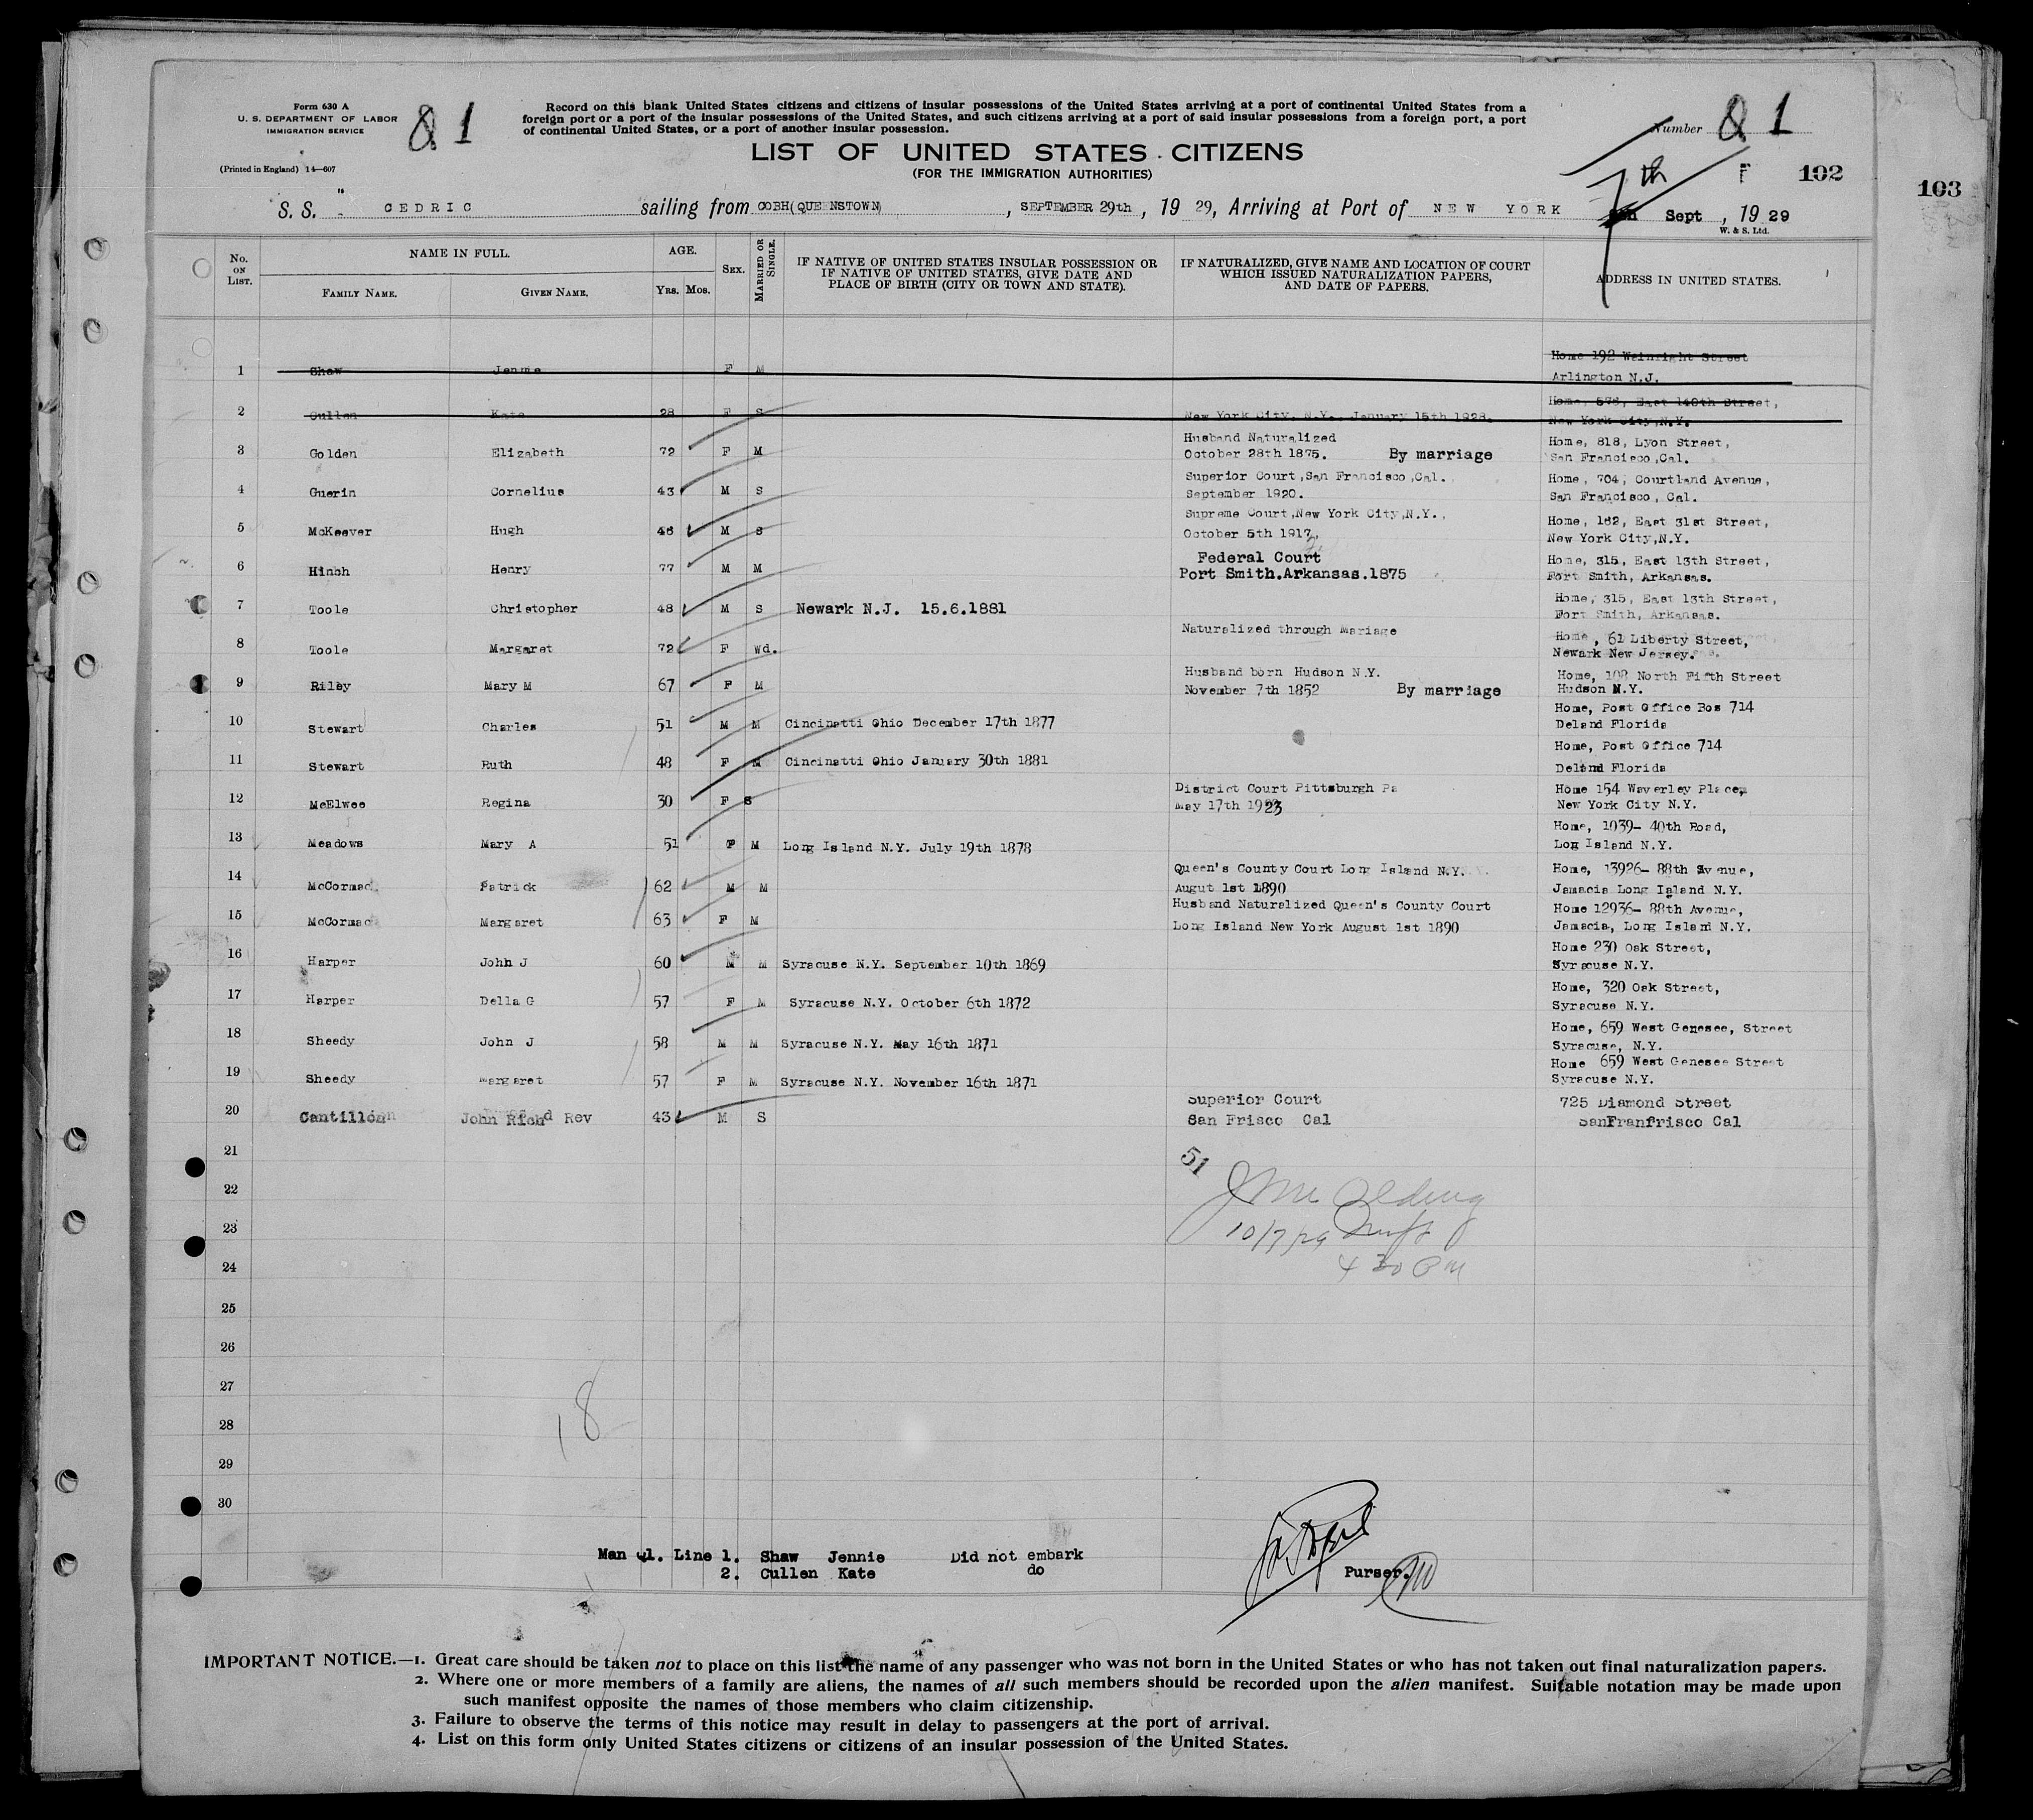 Form 630 A
U. S. DEPARTMENT OF LABOR
IMMIGRATION SERVICE
(Printed in England) 14—607
81
Record on this blank United States citizens and citizens of insular possessions of the United States arriving at a port of continental United States from a
foreign port or a port of the insular possessions of the United States, and such citizens arriving at a port of said insular possessions from a foreign port, a port
of continental United States, or a port of another insular possession.
LIST OF UNITED STATES CITIZENS
(FOR THE IMMIGRATION AUTHORITIES)
Number 81
7th
F 102
103
S. S. CEDRIC sailing from COBH(QUEENSTOWN), SEPTEMBER 29th, 19 29, Arriving at Port of NEW YORK Sept, 19 29
W. & S. Ltd.
No. ON LIST.
NAME IN FULL.
FAMILY NAME. GIVEN NAME.
AGE.
YRS. MOS.
SEX.
MARRIED OR SINGLE.
IF NATIVE OF UNITED STATES INSULAR POSSESSION OR
IF NATIVE OF UNITED STATES, GIVE DATE AND
PLACE OF BIRTH (CITY OR TOWN AND STATE).
IF NATURALIZED, GIVE NAME AND LOCATION OF COURT
WHICH ISSUED NATURALIZATION PAPERS,
AND DATE OF PAPERS.
ADDRESS IN UNITED STATES.
Home 192 Wainright Street
1 Shaw Jennie F M Arlington N.J.
Home, 576, East 140th Street,
2 Cullen Kate 28 F S New York City, N.Y., January 15th 1928. New York City,N.Y.
Husband Naturalized Home, 818, Lyon Street,
3 Golden Elizabeth 72 F M October 28th 1875. By marriage San Francisco,Cal.
Superior Court,San Francisco,Cal. Home, 704, Courtland Avenue,
4 Guerin Cornelius 43 M S September 1920. San Francisco, Cal.
Supreme Court,New York City,N.Y., Home, 162, East 31st Street,
5 McKeever Hugh 46 M S October 5th 1917. New York City,N.Y.
Federal Court Home, 315, East 13th Street,
6 Hinch Henry 77 M M Port Smith.Arkansas.1875 Fort Smith, Arkansas.
Home, 315, East 13th Street,
7 Toole Christopher 48 M S Newark N.J. 15.6.1881 Fort Smith, Arkansas.
Naturalized through Mariage Home, 61 Liberty Street,
8 Toole Margaret 72 F Wd. Newark New Jersey.
Husband born Hudson N.Y. Home, 108 North Fifth Street
9 Riley Mary M 67 F M November 7th 1852 By marriage Hudson N.Y.
Home, Post Office Bos 714
10 Stewart Charles 51 M M Cincinatti Ohio December 17th 1877 Deland Florida
Home, Post Office 714
11 Stewart Ruth 48 F M Cincinatti Ohio January 30th 1881 Deland Florida
District Court Pittsburgh Pa Home 154 Waverley Place,
12 McElwee Regina 30 F S May 17th 1923 New York City N.Y.
Home, 1039- 40th Road,
13 Meadows Mary A 51 F M Long Island N.Y. July 19th 1878 Long Island N.Y.
Queen's County Court Long Island N.Y. Home, 13926- 88th Avenue,
14 McCormac Patrick 62 M M Augut 1st 1890 Jamacia Long Island N.Y.
Husband Naturalized Queen's County Court Home 12936- 88th Avenue,
15 McCormac Margaret 63 F M Long Island New York August 1st 1890 Jamacia, Long Island N.Y.
Home 230 Oak Street,
16 Harper John J 60 M M Syracuse N.Y. September 10th 1869 Syracuse N.Y.
Home, 320 Oak Street,
17 Harper Della G 57 F M Syracuse N.Y. October 6th 1872 Syracuse N.Y.
Home, 659 West Genesee, Street
18 Sheedy John J 58 M M Syracuse N.Y. May 16th 1871 Syracuse, N.Y.
Home 659 West Genesee Street
19 Sheedy Margaret 57 F M Syracuse N.Y. November 16th 1871 Syracuse N.Y.
Superior Court 725 Diamond Street
20 Cantillon John Richd Rev 43 M S San Frisco Cal SanFranfrisco Cal
21
51
22
23
10/7/29
24
4 30 PM
25
26
27
28
18
29
30
Man 81. Line 1. Shaw Jennie Did not embark
2. Cullen Kate do
Purser.
IMPORTANT NOTICE.—1. Great care should be taken not to place on this list the name of any passenger who was not born in the United States or who has not taken out final naturalization papers.
2. Where one or more members of a family are aliens, the names of all such members should be recorded upon the alien manifest. Suitable notation may be made upon
such manifest opposite the names of those members who claim citizenship.
3. Failure to observe the terms of this notice may result in delay to passengers at the port of arrival.
4. List on this form only United States citizens or citizens of an insular possession of the United States.